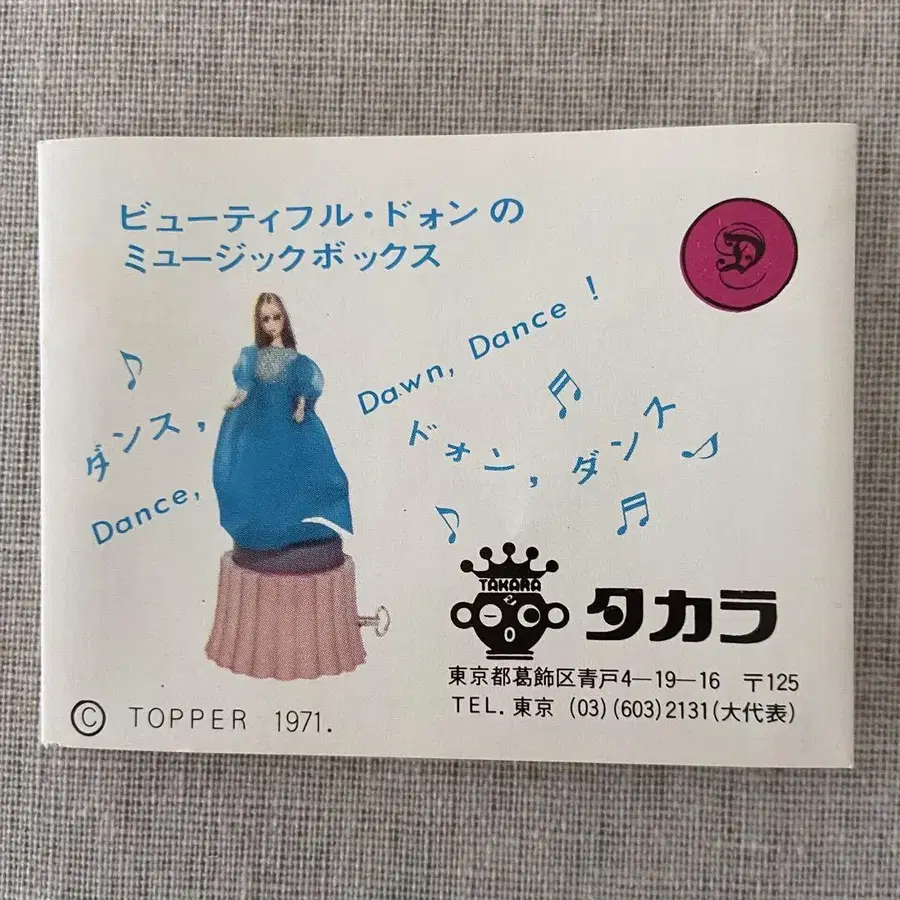 ビューティフル・ドォンの
ミュージックボックス
D
ダンス,
Dance,
Dawn, Dance !
ドォン, ダンス
TAKARA
タカラ
東京都葛飾区青戸4―19―16 〒125
TEL. 東京 (03)(603)2131(大代表)
© TOPPER 1971.